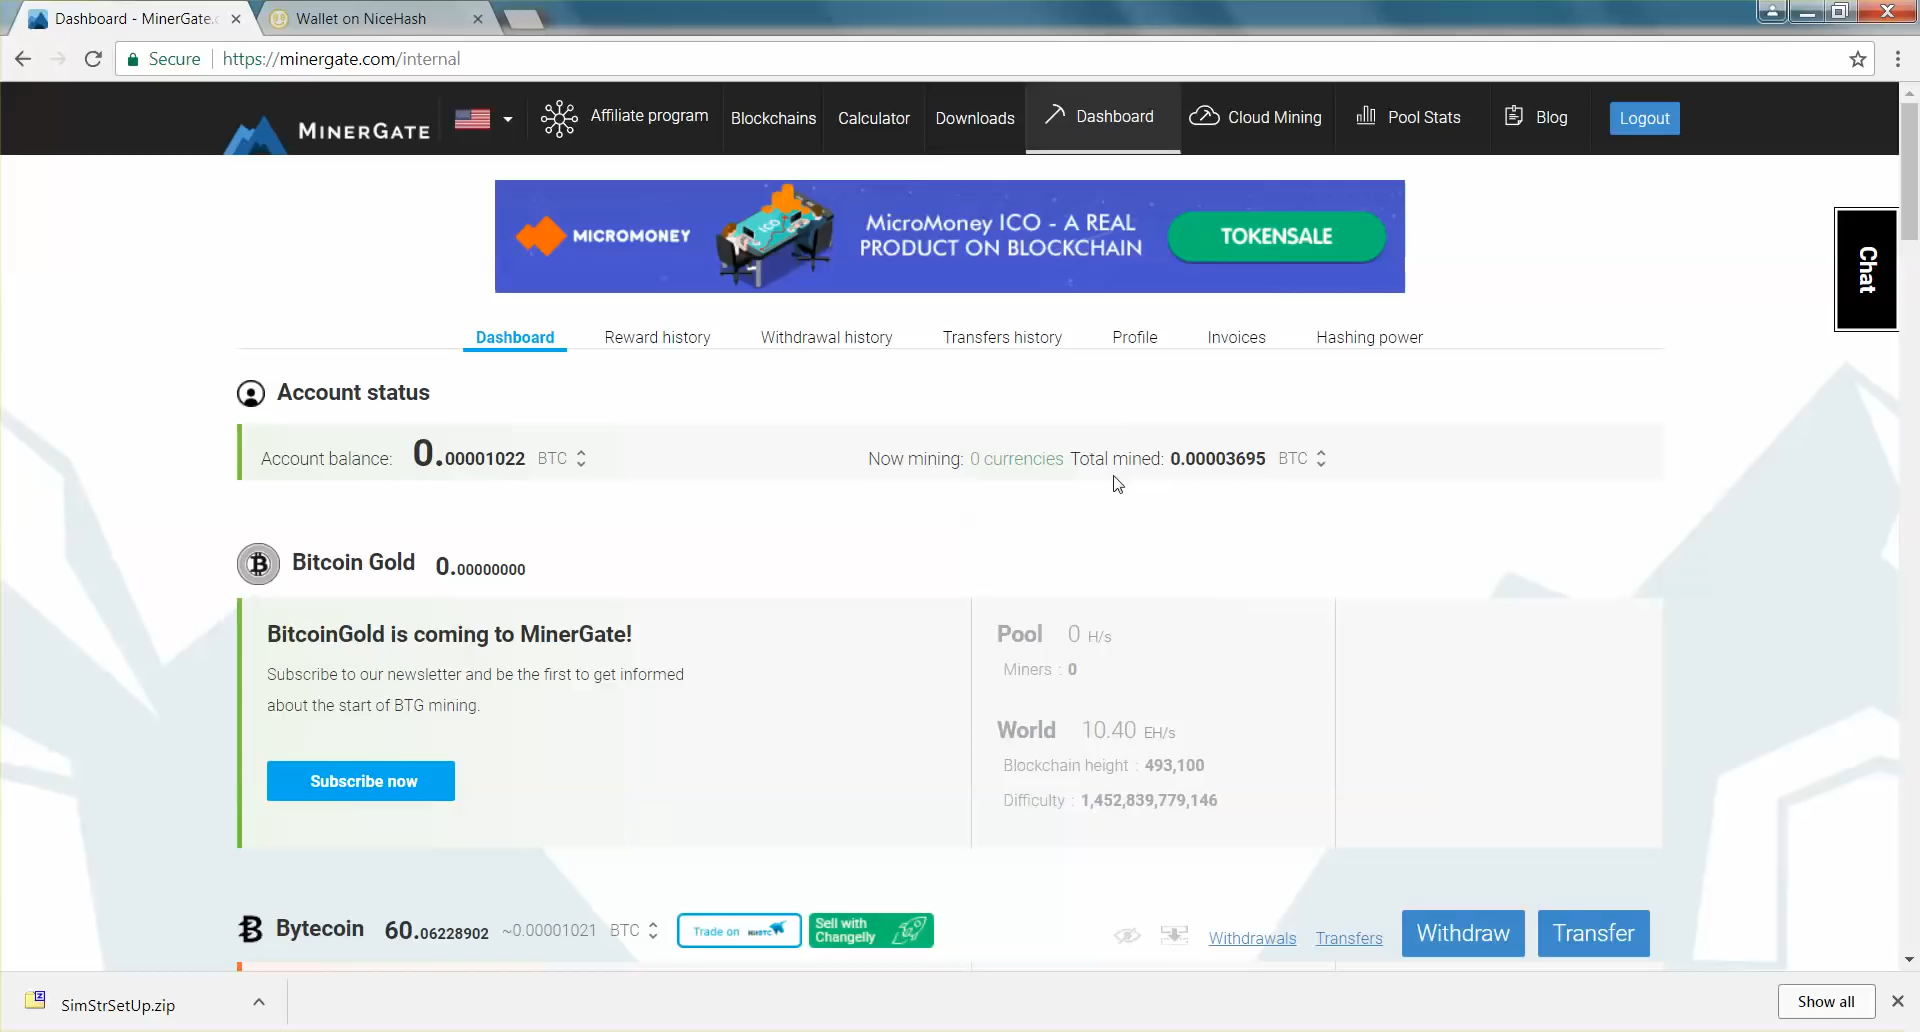 Dashboard - MinerGate.c
Wallet on NiceHash
Secure
https://minergate.com/internal
MINERGATE
Affiliate program
Blockchains
Calculator
Downloads
Dashboard
Cloud Mining
Pool Stats
Blog
Logout
MICROMONEY
ICO
MicroMoney ICO - A REAL
PRODUCT ON BLOCKCHAIN
TOKENSALE
Chat
Dashboard
Reward history
Withdrawal history
Transfers history
Profile
Invoices
Hashing power
Account status
Account balance: 0.00001022 BTC
Now mining: 0 currencies Total mined: 0.00003695 BTC
Bitcoin Gold 0.00000000
BitcoinGold is coming to MinerGate!
Subscribe to our newsletter and be the first to get informed
about the start of BTG mining.
Subscribe now
Pool 0 H/s
Miners : 0
World 10.40 EH/s
Blockchain height : 493,100
Difficulty : 1,452,839,779,146
Bytecoin 60.06228902 ~0.00001021 BTC
Trade on
Sell with
Changelly
Withdrawals
Transfers
Withdraw
Transfer
SimStrSetUp.zip
Show all